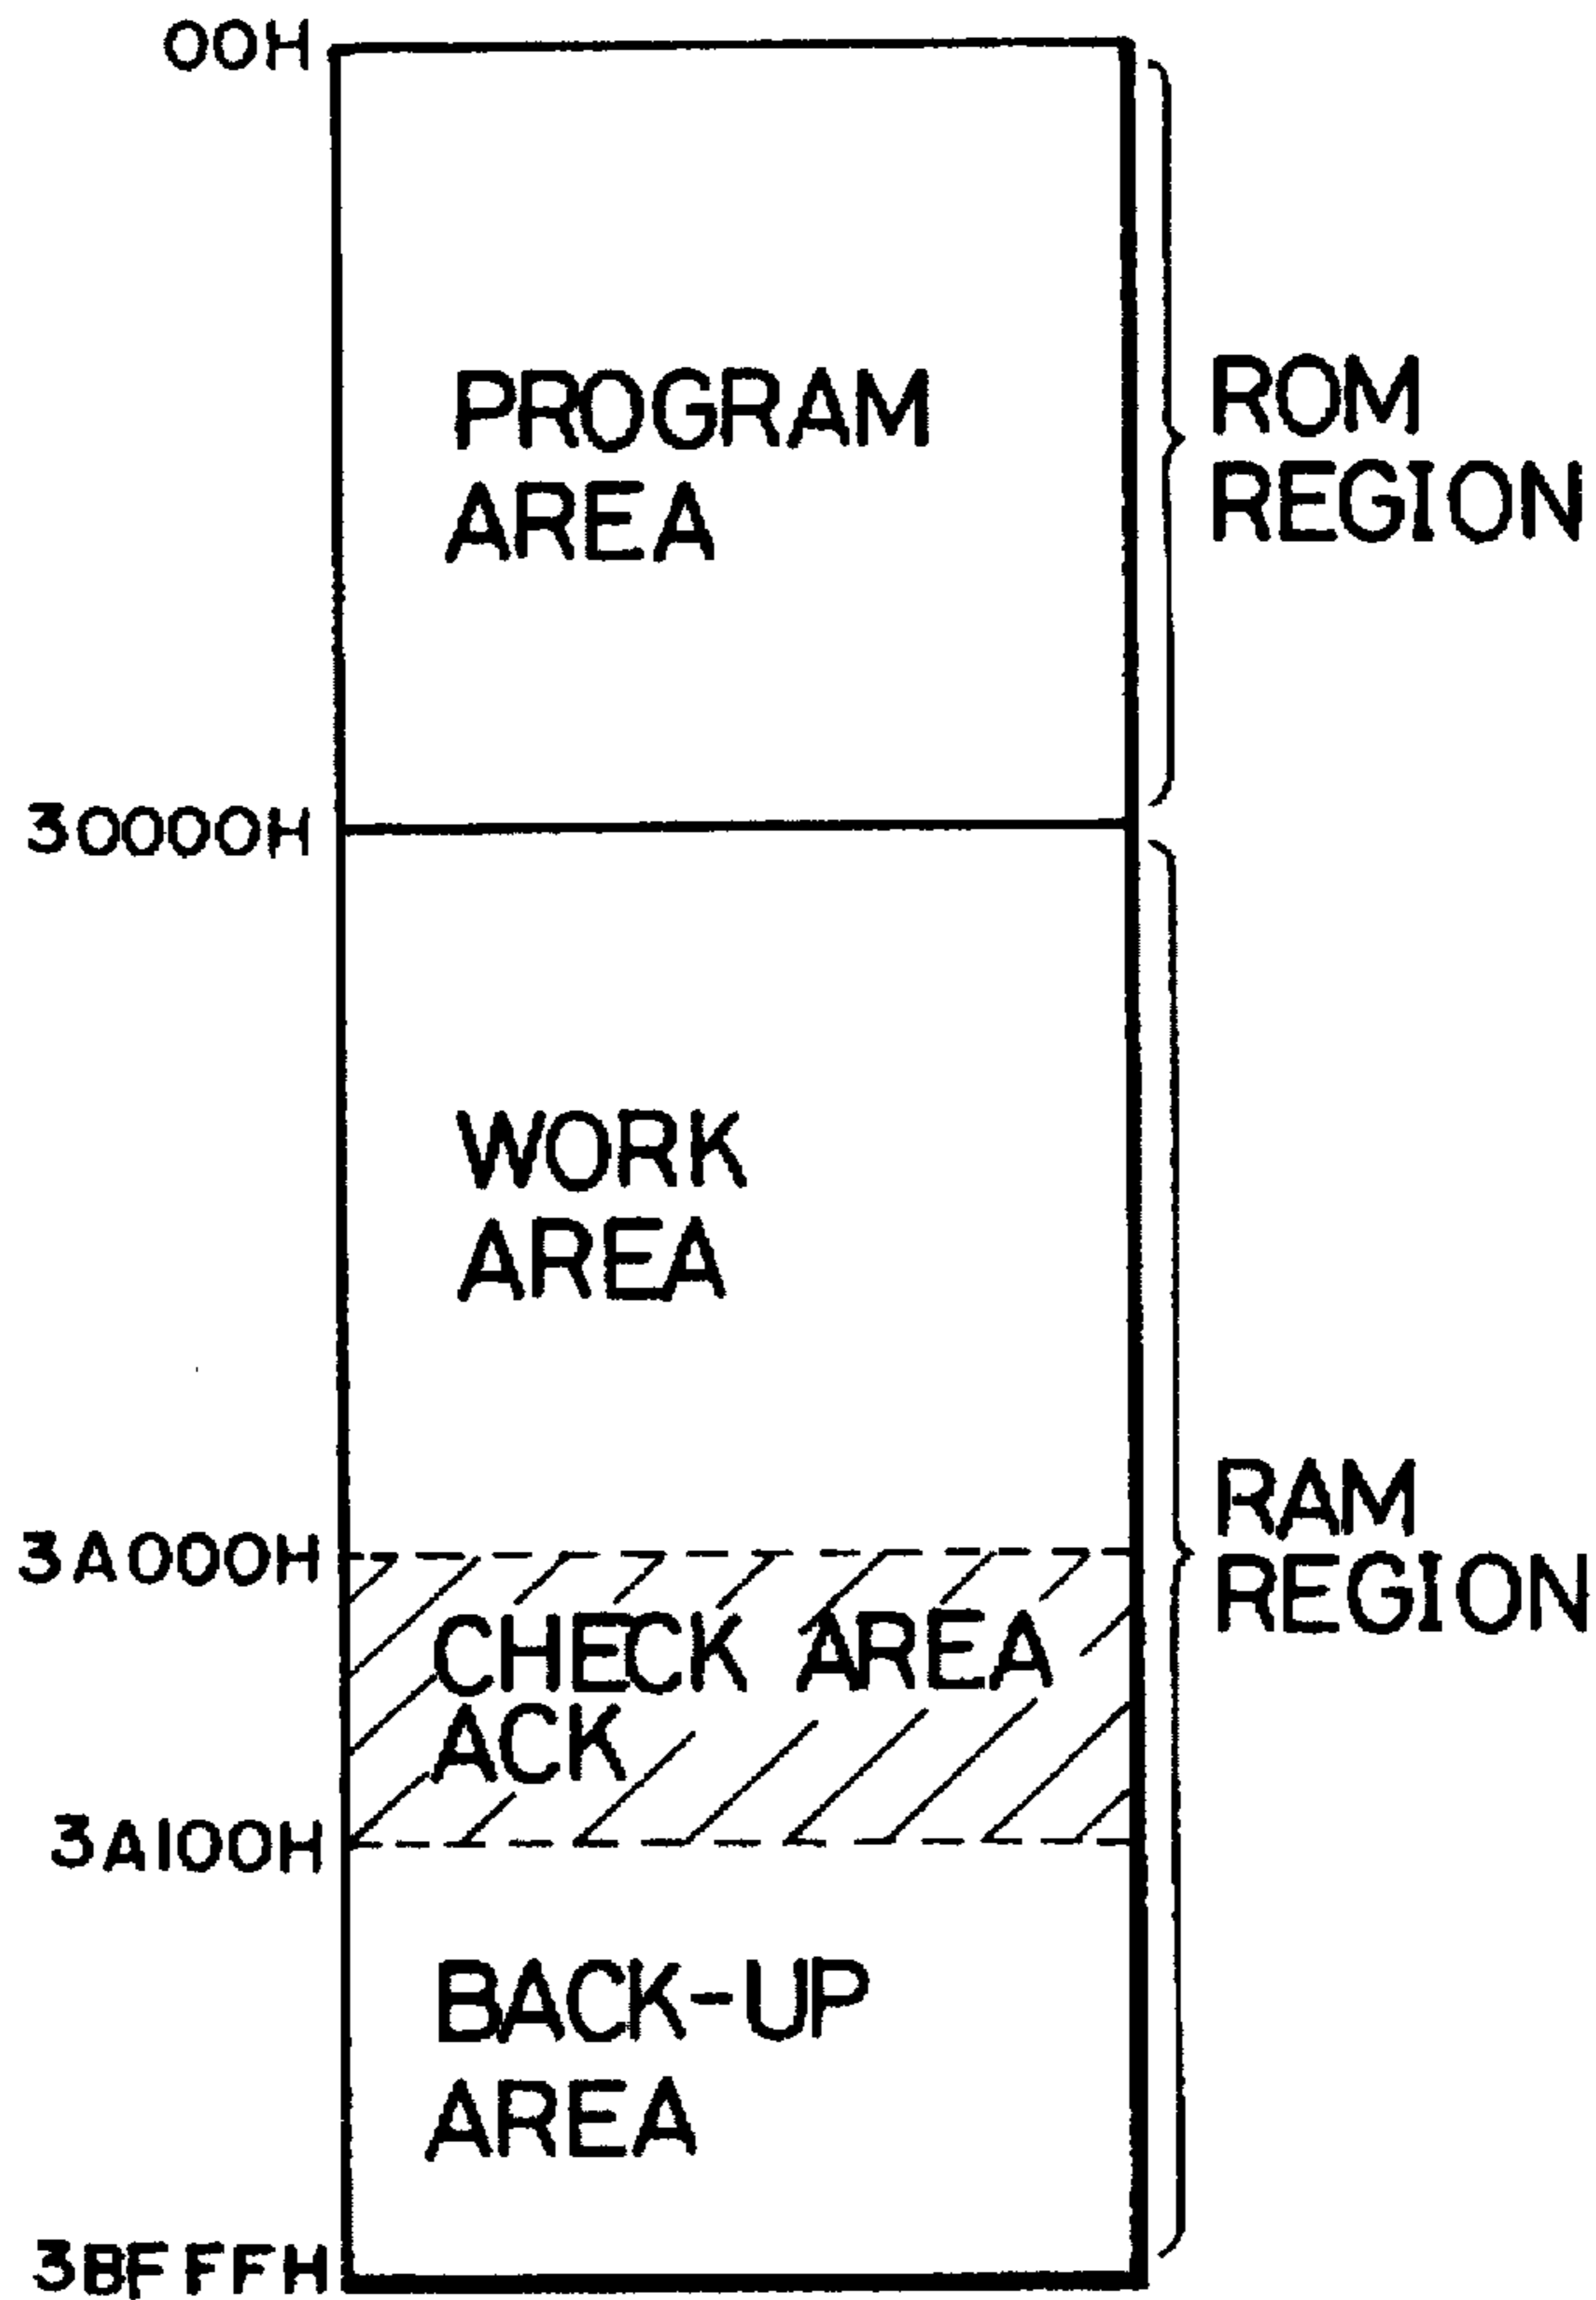 00H
PROGRAM
AREA
ROM
REGION
30000H
WORK
AREA
RAM
REGION
3A000H
CHECK AREA
ACK
3A100H
BACK-UP
AREA
3BFFFH